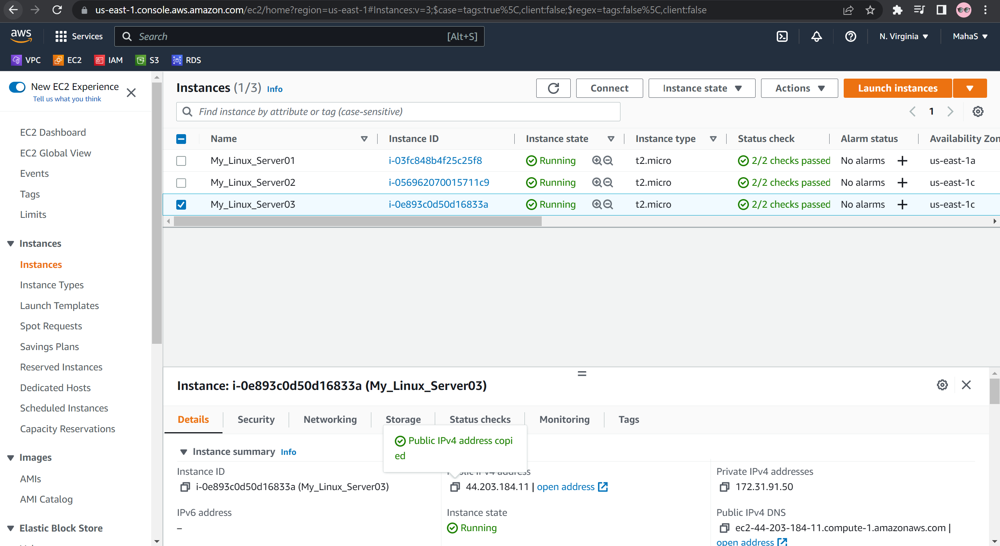 us-east-1.console.aws.amazon.com/ec2/home?region=us-east-1#Instances:v=3;$case=tags:true%5C,client:false;$regex=tags:false%5C,client:false
aws Services Search [Alt+S] N. Virginia MahaS
VPC EC2 IAM S3 RDS
New EC2 Experience
Tell us what you think
EC2 Dashboard
EC2 Global View
Events
Tags
Limits
Instances
Instances
Instance Types
Launch Templates
Spot Requests
Savings Plans
Reserved Instances
Dedicated Hosts
Scheduled Instances
Capacity Reservations
Images
AMIs
AMI Catalog
Elastic Block Store
Instances (1/3) Info Connect Instance state Actions Launch instances
Find instance by attribute or tag (case-sensitive) 1
Name Instance ID Instance state Instance type Status check Alarm status Availability Zon
My_Linux_Server01 i-03fc848b4f25c25f8 Running t2.micro 2/2 checks passed No alarms + us-east-1a
My_Linux_Server02 i-056962070015711c9 Running t2.micro 2/2 checks passed No alarms + us-east-1c
My_Linux_Server03 i-0e893c0d50d16833a Running t2.micro 2/2 checks passed No alarms + us-east-1c
Instance: i-0e893c0d50d16833a (My_Linux_Server03)
Details Security Networking Storage Status checks Monitoring Tags
Public IPv4 address copi
ed
Instance summary Info
Instance ID
i-0e893c0d50d16833a (My_Linux_Server03)
44.203.184.11 | open address
Private IPv4 addresses
172.31.91.50
IPv6 address
–
Instance state
Running
Public IPv4 DNS
ec2-44-203-184-11.compute-1.amazonaws.com |
open address